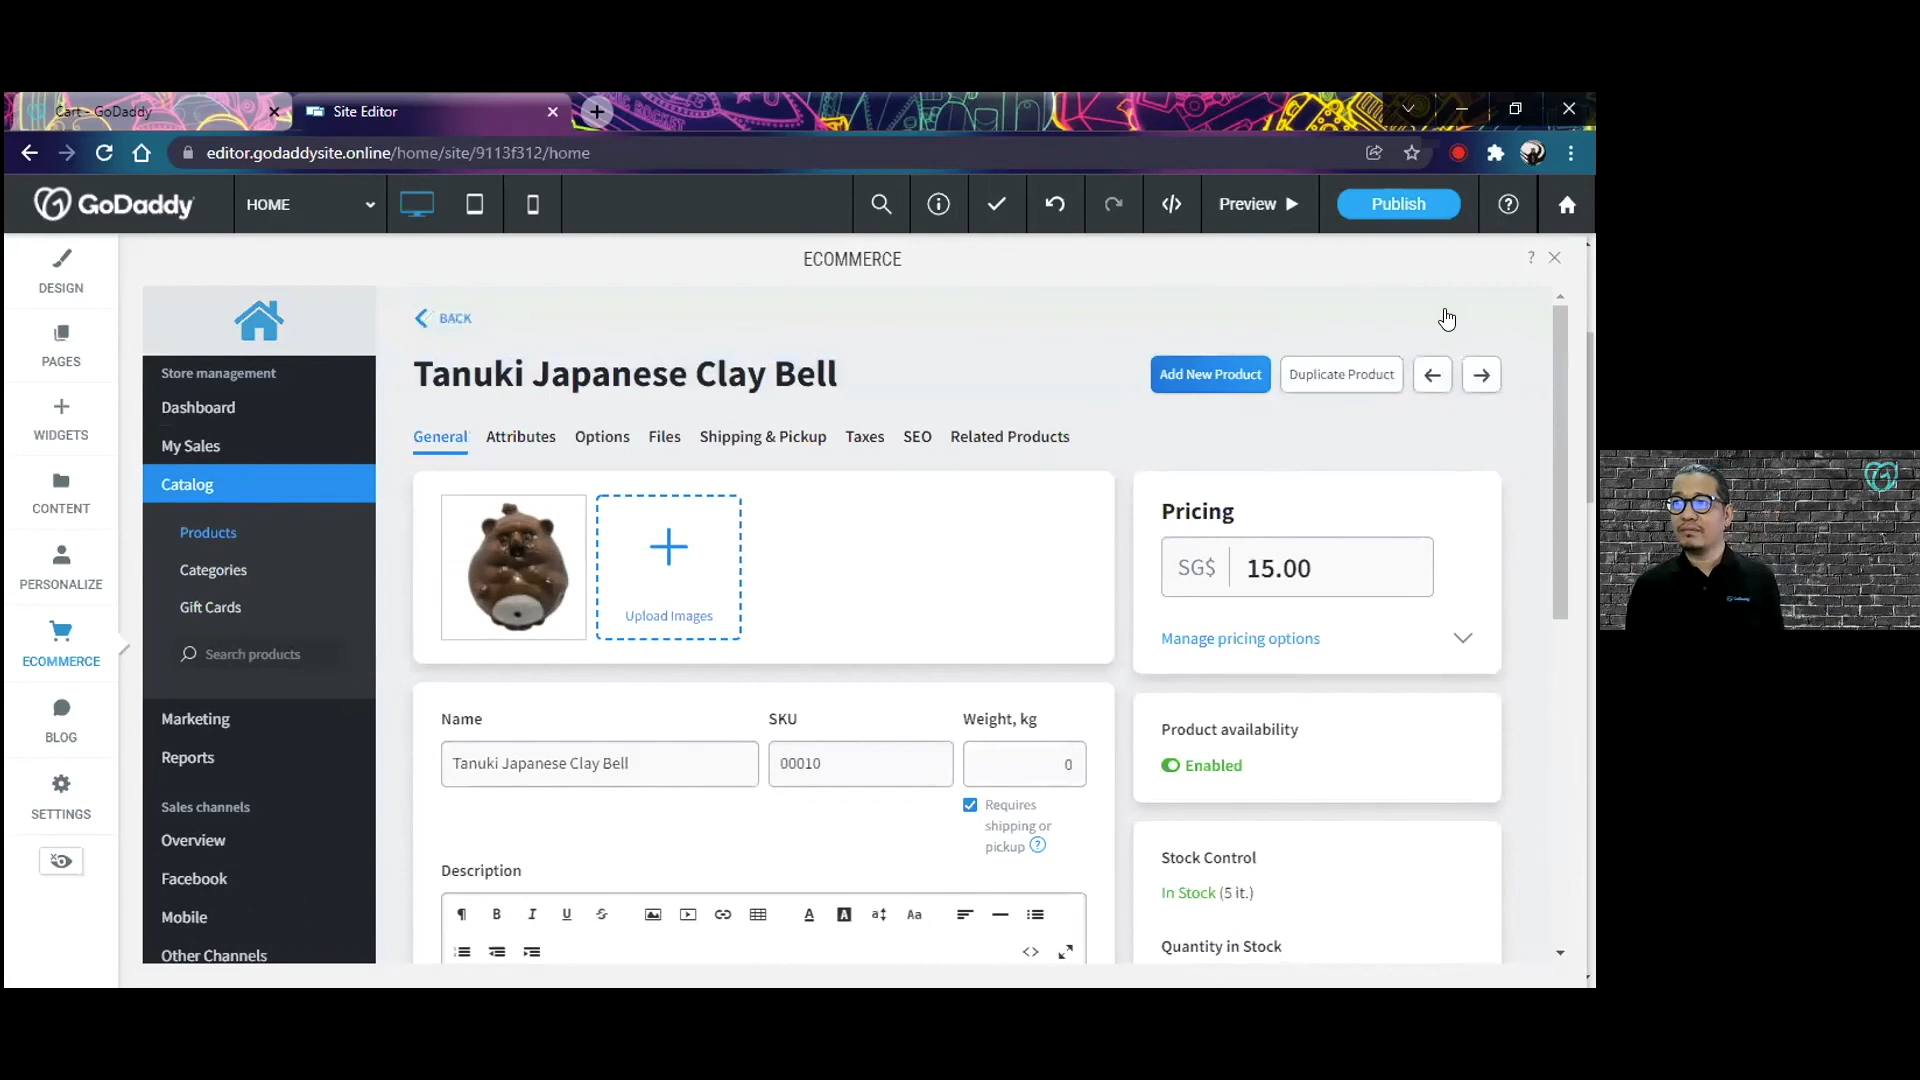 Cart - GoDaddy
Site Editor
editor.godaddysite.online/home/site/9113f312/home
GoDaddy
HOME
Preview
Publish
ECOMMERCE
DESIGN
PAGES
WIDGETS
CONTENT
PERSONALIZE
ECOMMERCE
BLOG
SETTINGS
Store management
Dashboard
My Sales
Catalog
Products
Categories
Gift Cards
Search products
Marketing
Reports
Sales channels
Overview
Facebook
Mobile
Other Channels
BACK
Tanuki Japanese Clay Bell
Add New Product
Duplicate Product
General Attributes Options Files Shipping & Pickup Taxes SEO Related Products
Upload Images
Name
SKU
Weight, kg
Tanuki Japanese Clay Bell
00010
0
Requires
shipping or
pickup
Description
Pricing
SG$ 15.00
Manage pricing options
Product availability
Enabled
Stock Control
In Stock (5 it.)
Quantity in Stock